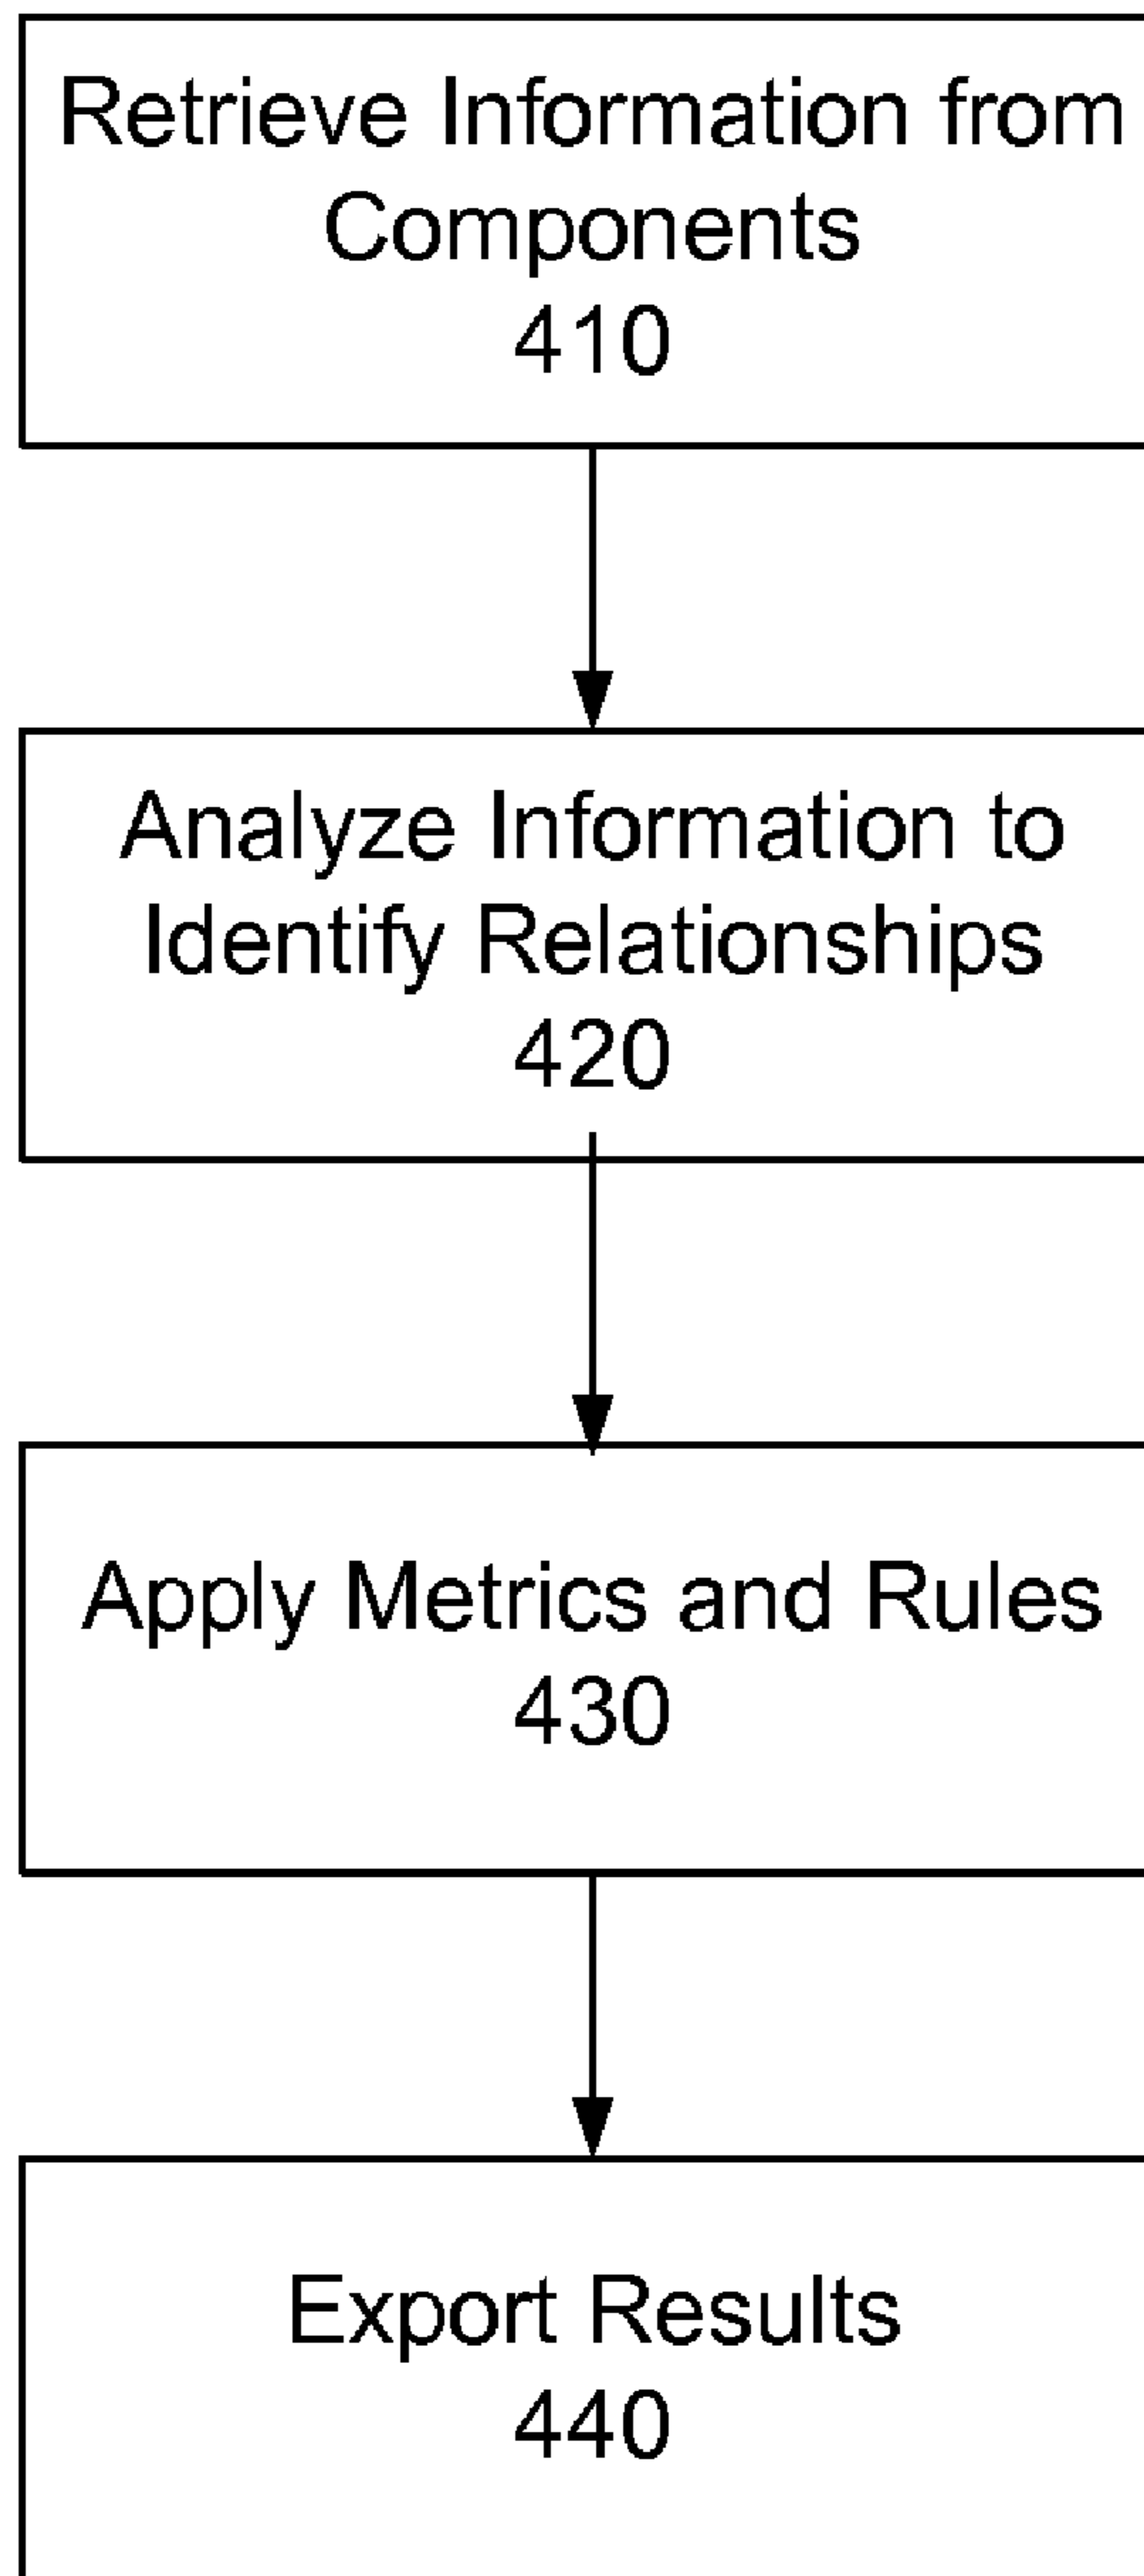 Retrieve Information from
Components
410
Analyze Information to
Identify Relationships
420
Apply Metrics and Rules
430
Export Results
440